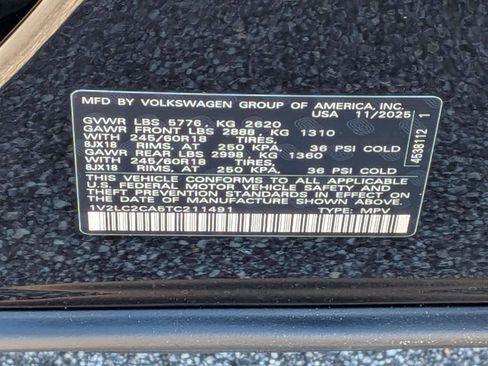 MFD BY VOLKSWAGEN GROUP OF AMERICA, INC.
USA 11/2025
GVWR LBS 5776, KG 2620
GAWR FRONT LBS 2888, KG 1310
WITH 245/60R18 TIRES,
8JX18 RIMS, AT 250 KPA, 36 PSI COLD
GAWR REAR LBS 2998, KG 1360
WITH 245/60R18 TIRES,
8JX18 RIMS, AT 250 KPA, 36 PSI COLD
THIS VEHICLE CONFORMS TO ALL APPLICABLE
U.S. FEDERAL MOTOR VEHICLE SAFETY AND
THEFT PREVENTION STANDARDS IN EFFECT ON
THE DATE OF MANUFACTURE SHOWN ABOVE.
1V2LC2CA5TC211491 TYPE: MPV
4538112 1